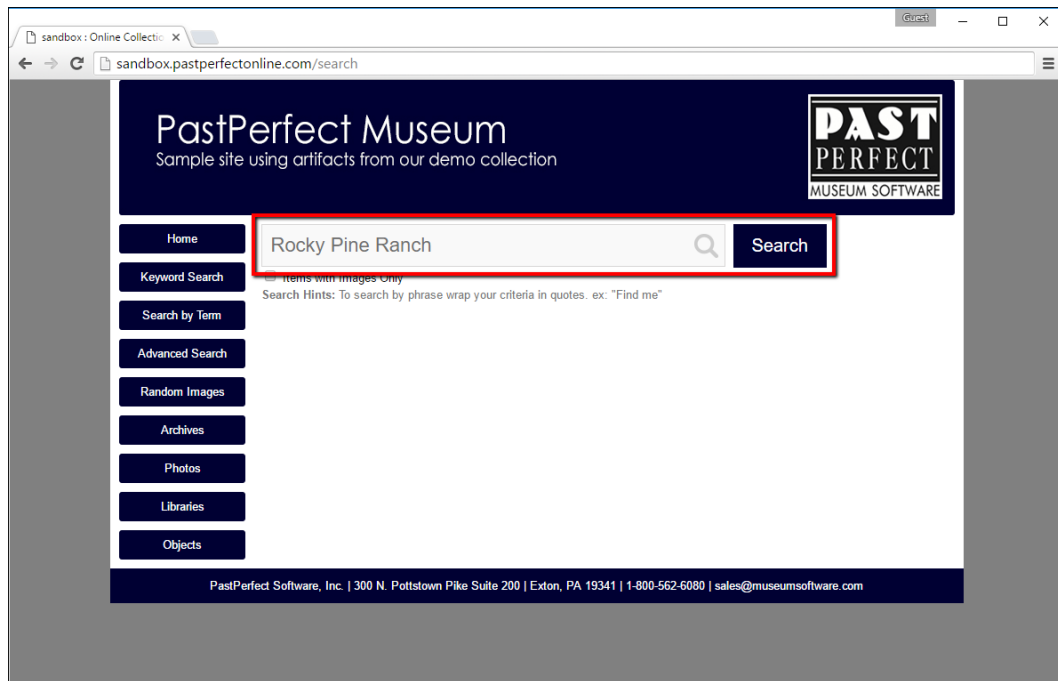 Guest
sandbox : Online Collectio
sandbox.pastperfectonline.com/search
PastPerfect Museum
Sample site using artifacts from our demo collection
PAST
PERFECT
MUSEUM SOFTWARE
Home
Rocky Pine Ranch
Search
Keyword Search
Items with Images Only
Search Hints: To search by phrase wrap your criteria in quotes. ex: "Find me"
Search by Term
Advanced Search
Random Images
Archives
Photos
Libraries
Objects
PastPerfect Software, Inc. | 300 N. Pottstown Pike Suite 200 | Exton, PA 19341 | 1-800-562-6080 | sales@museumsoftware.com